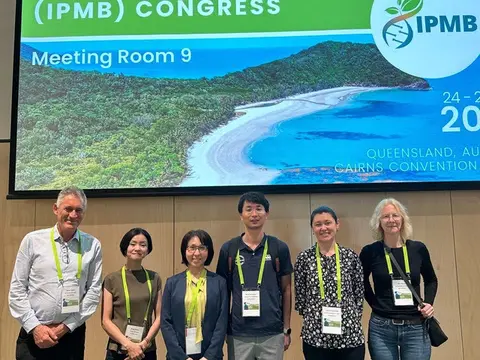 (IPMB) CONGRESS
IPMB
Meeting Room 9
24 - 2
20
QUEENSLAND, AU
CAIRNS CONVENTION